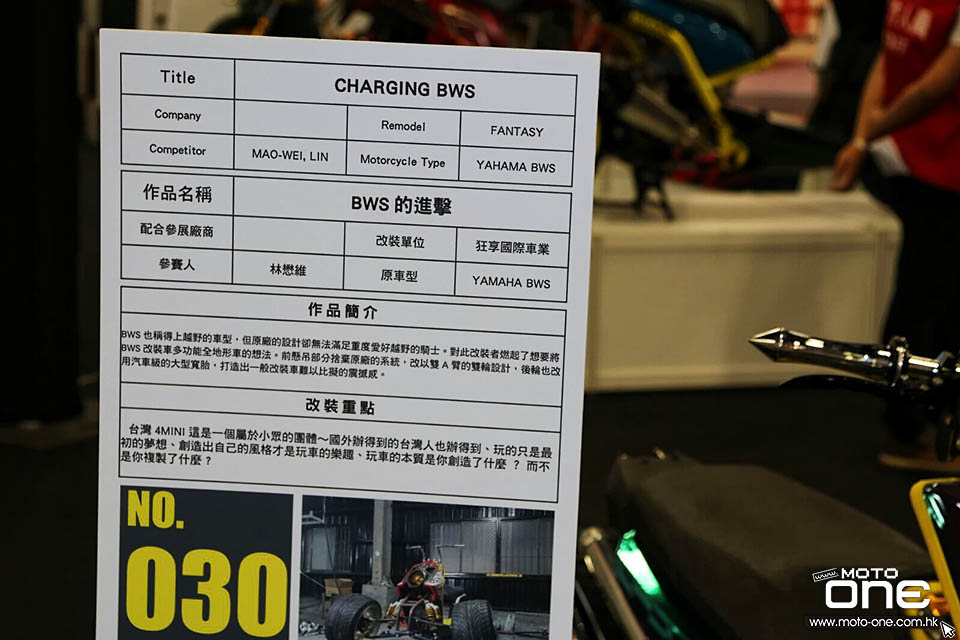 Title CHARGING BWS
Company Remodel FANTASY
Competitor MAO-WEI, LIN Motorcycle Type YAHAMA BWS
作品名稱 BWS 的進擊
配合參展廠商 改裝單位 狂享國際車業
參賽人 林懋維 原車型 YAMAHA BWS
作品簡介
BWS 也稱得上越野的車型，但原廠的設計卻無法滿足重度愛好越野的騎士。對此改裝者燃起了想要將
BWS 改裝車多功能全地形車的想法。前懸吊部分捨棄原廠的系統，改以雙 A 臂的雙輪設計，後輪也改
用汽車級的大型寬胎，打造出一般改裝車難以比擬的震撼感。
改裝重點
台灣 4MINI 這是一個屬於小眾的團體～國外辦得到的台灣人也辦得到、玩的只是最
初的夢想、創造出自己的風格才是玩車的樂趣、玩車的本質是你創造了什麼 ？ 而不
是你複製了什麼？
NO.
030
www.
MOTO
ONE
www.moto-one.com.hk